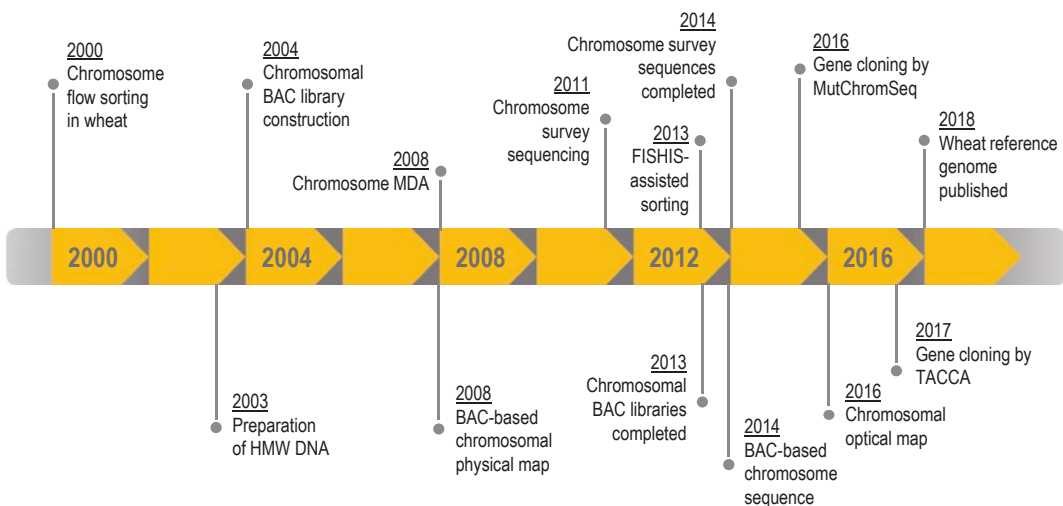 2000
Chromosome
flow sorting
in wheat
2004
Chromosomal
BAC library
construction
2008
Chromosome MDA
2011
Chromosome
survey
sequencing
2014
Chromosome survey
sequences
completed
2013
FISHIS-
assisted
sorting
2016
Gene cloning by
MutChromSeq
2018
Wheat reference
genome
published
2000
2004
2008
2012
2016
2003
Preparation
of HMW DNA
2008
BAC-based
chromosomal
physical map
2013
Chromosomal
BAC libraries
completed
2014
BAC-based
chromosome
sequence
2016
Chromosomal
optical map
2017
Gene cloning by
TACCA